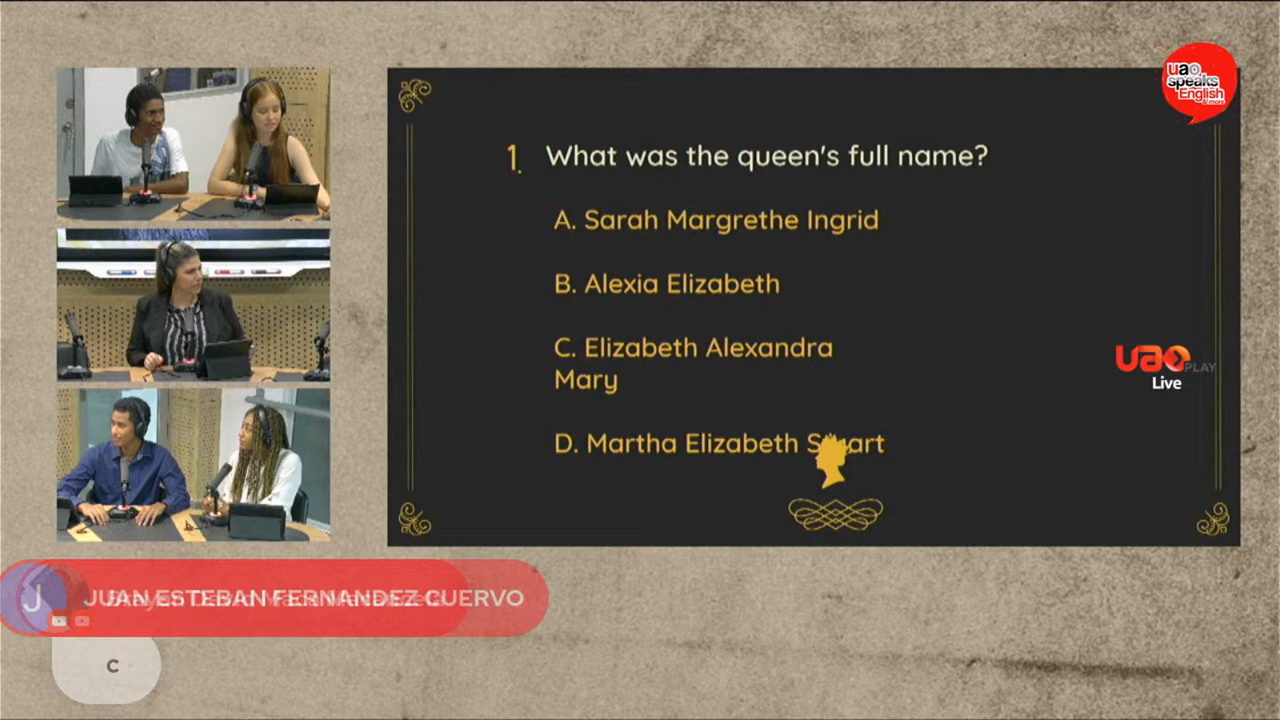 uao
speaks
English
& more
1. What was the queen's full name?
A. Sarah Margrethe Ingrid
B. Alexia Elizabeth
C. Elizabeth Alexandra
Mary
D. Martha Elizabeth
uao PLAY
Live
J JUAN ESTEBAN FERNANDEZ CUERVO
C